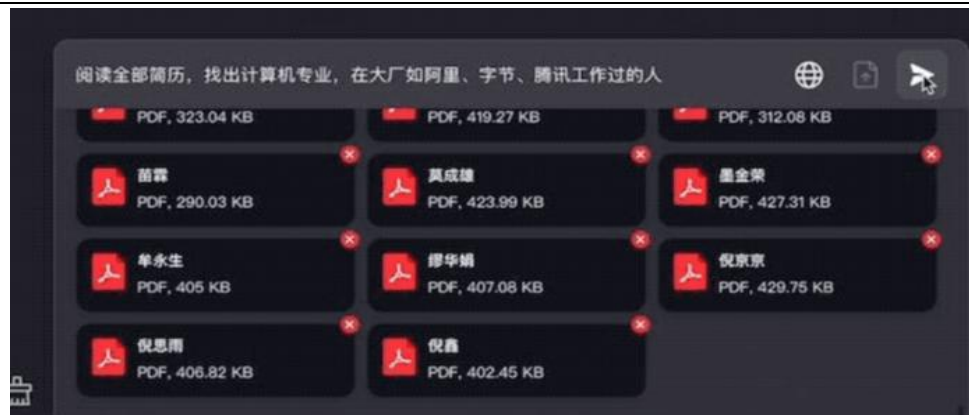 阅读全部简历，找出计算机专业，在大厂如阿里、字节、腾讯工作过的人
PDF, 323.04 KB
PDF, 419.27 KB
PDF, 312.08 KB
苗霖
PDF, 290.03 KB
莫成雄
PDF, 423.99 KB
墨金荣
PDF, 427.31 KB
牟永生
PDF, 405 KB
缪华娟
PDF, 407.08 KB
倪京京
PDF, 429.75 KB
倪思雨
PDF, 406.82 KB
倪鑫
PDF, 402.45 KB